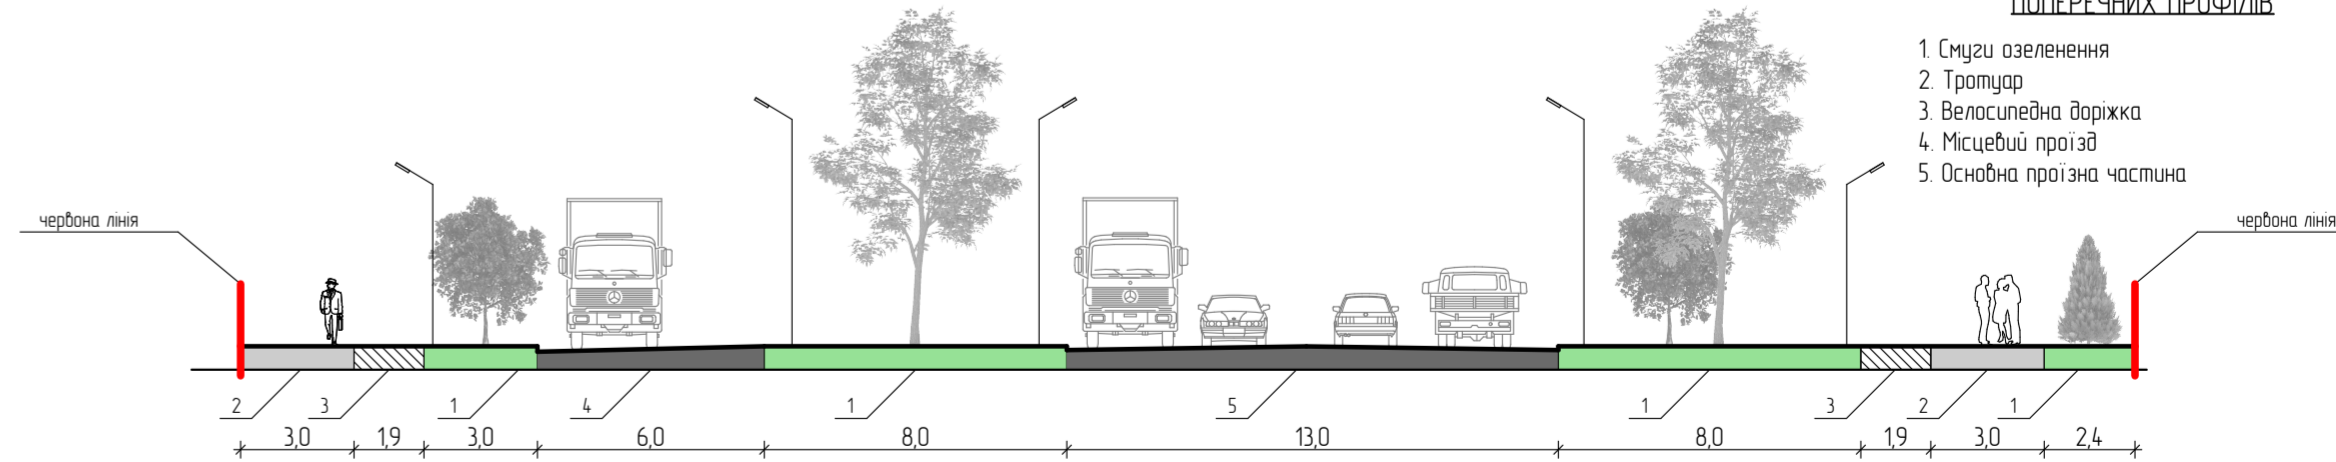 ПОПЕРЕЧНИХ ПРОФІЛІВ
1. Смуги озеленення
2. Тротуар
3. Велосипедна доріжка
4. Місцевий проїзд
5. Основна проїзна частина
червона лінія
червона лінія
2 3 1 4 1 5 1 3 2 1
3,0 1,9 3,0 6,0 8,0 13,0 8,0 1,9 3,0 2,4